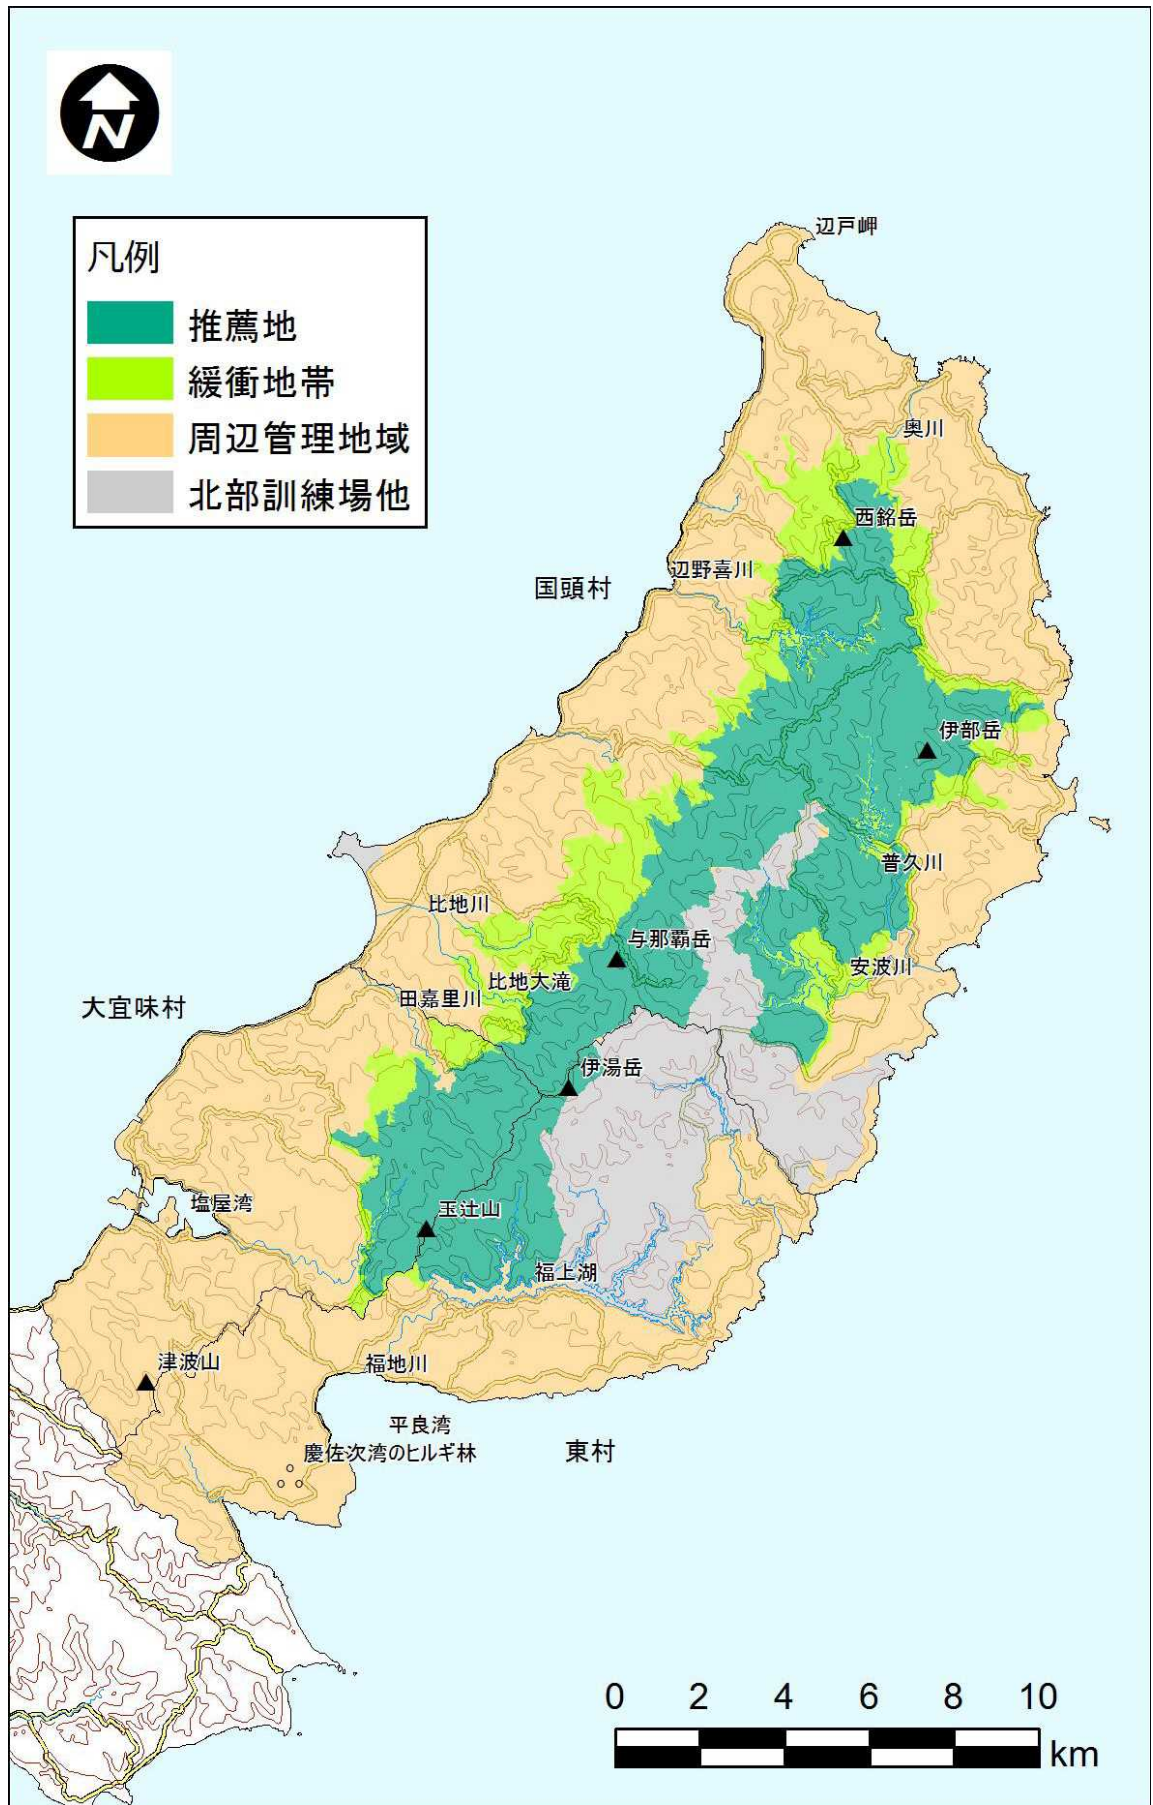 N
凡例
推薦地
緩衝地帯
周辺管理地域
北部訓練場他
辺戸岬
奥川
西銘岳
辺野喜川
国頭村
伊部岳
普久川
比地川
与那覇岳
安波川
比地大滝
田嘉里川
大宜味村
伊湯岳
塩屋湾
玉辻山
福上湖
津波山
福地川
平良湾
慶佐次湾のヒルギ林
東村
0 2 4 6 8 10
km